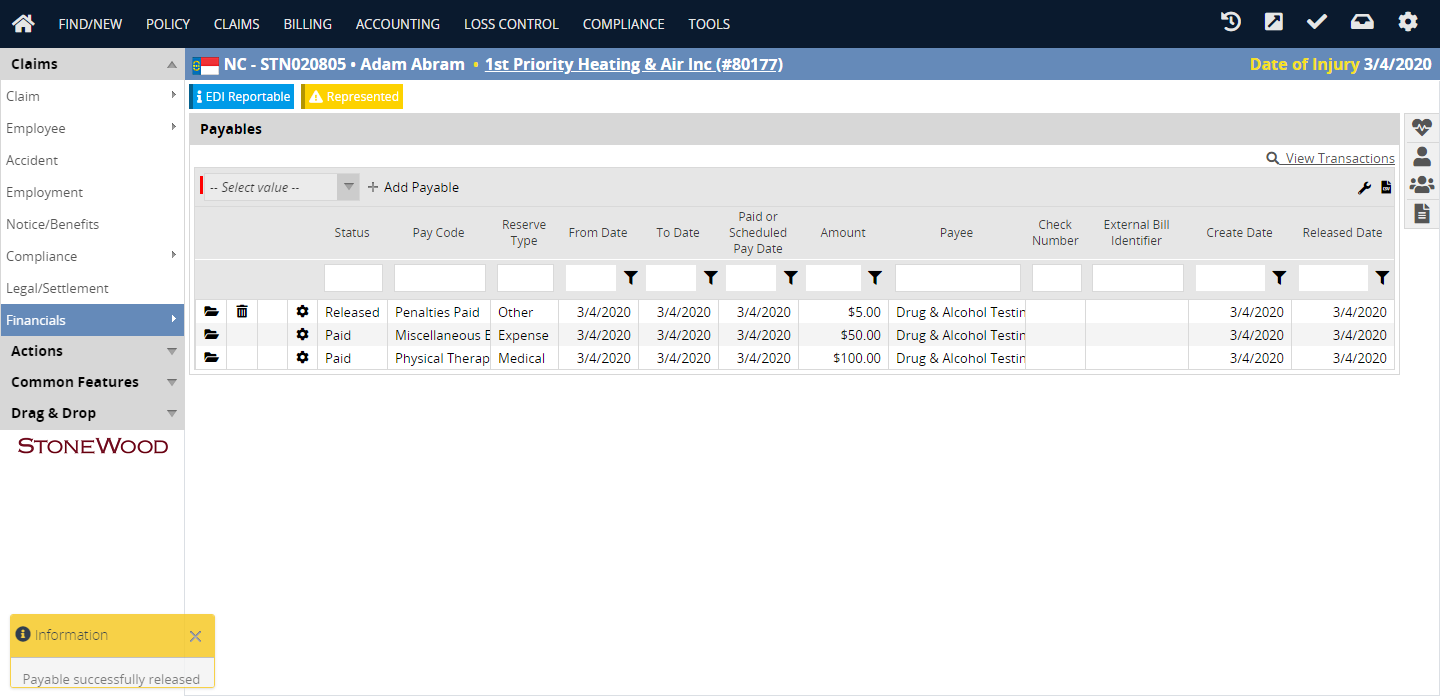 FIND/NEW POLICY CLAIMS BILLING ACCOUNTING LOSS CONTROL COMPLIANCE TOOLS
Claims
NC - STN020805 • Adam Abram • 1st Priority Heating & Air Inc (#80177)
Date of Injury 3/4/2020
Claim
Employee
Accident
Employment
Notice/Benefits
Compliance
Legal/Settlement
Financials
Actions
Common Features
Drag & Drop
STONEWOOD
EDI Reportable Represented
Payables
View Transactions
-- Select value -- Add Payable
Status Pay Code Reserve Type From Date To Date Paid or Scheduled Pay Date Amount Payee Check Number External Bill Identifier Create Date Released Date
Released Penalties Paid Other 3/4/2020 3/4/2020 3/4/2020 $5.00 Drug & Alcohol Testin 3/4/2020 3/4/2020
Paid Miscellaneous E Expense 3/4/2020 3/4/2020 3/4/2020 $50.00 Drug & Alcohol Testin 3/4/2020 3/4/2020
Paid Physical Therap Medical 3/4/2020 3/4/2020 3/4/2020 $100.00 Drug & Alcohol Testin 3/4/2020 3/4/2020
Information
Payable successfully released